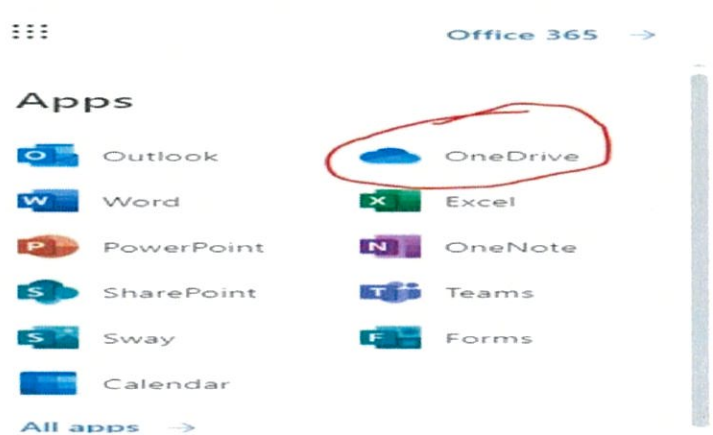 Office 365 →
Apps
Outlook OneDrive
Word Excel
PowerPoint OneNote
SharePoint Teams
Sway Forms
Calendar
All apps →